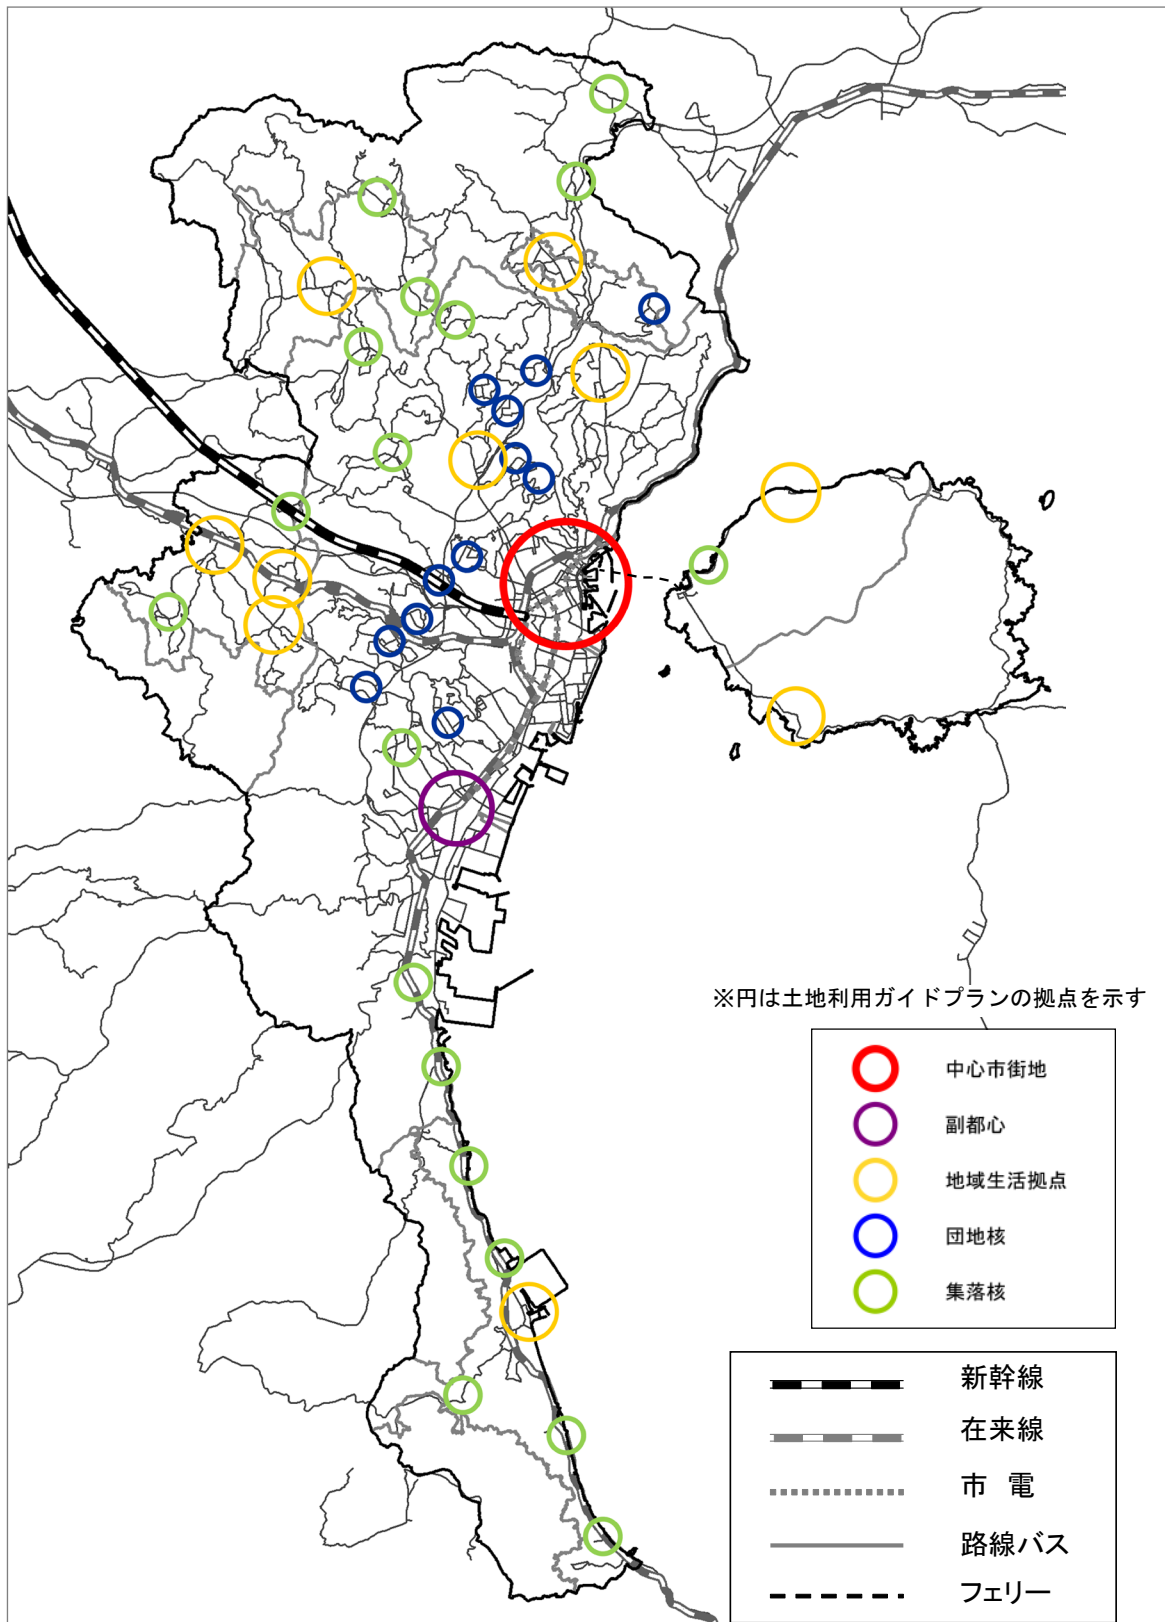 ※円は土地利用ガイドプランの拠点を示す
中心市街地
副都心
地域生活拠点
団地核
集落核
新幹線
在来線
市　電
路線バス
フェリー